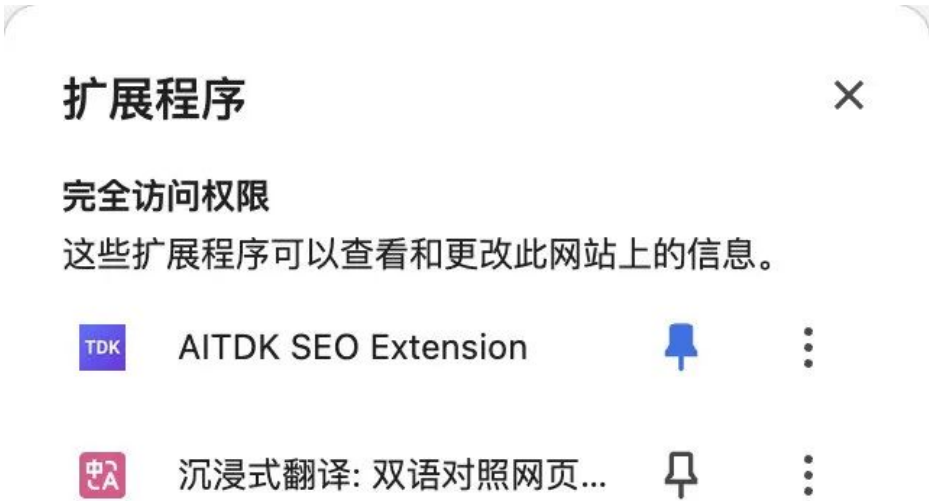 扩展程序
完全访问权限
这些扩展程序可以查看和更改此网站上的信息。
TDK AITDK SEO Extension
中A 沉浸式翻译: 双语对照网页...